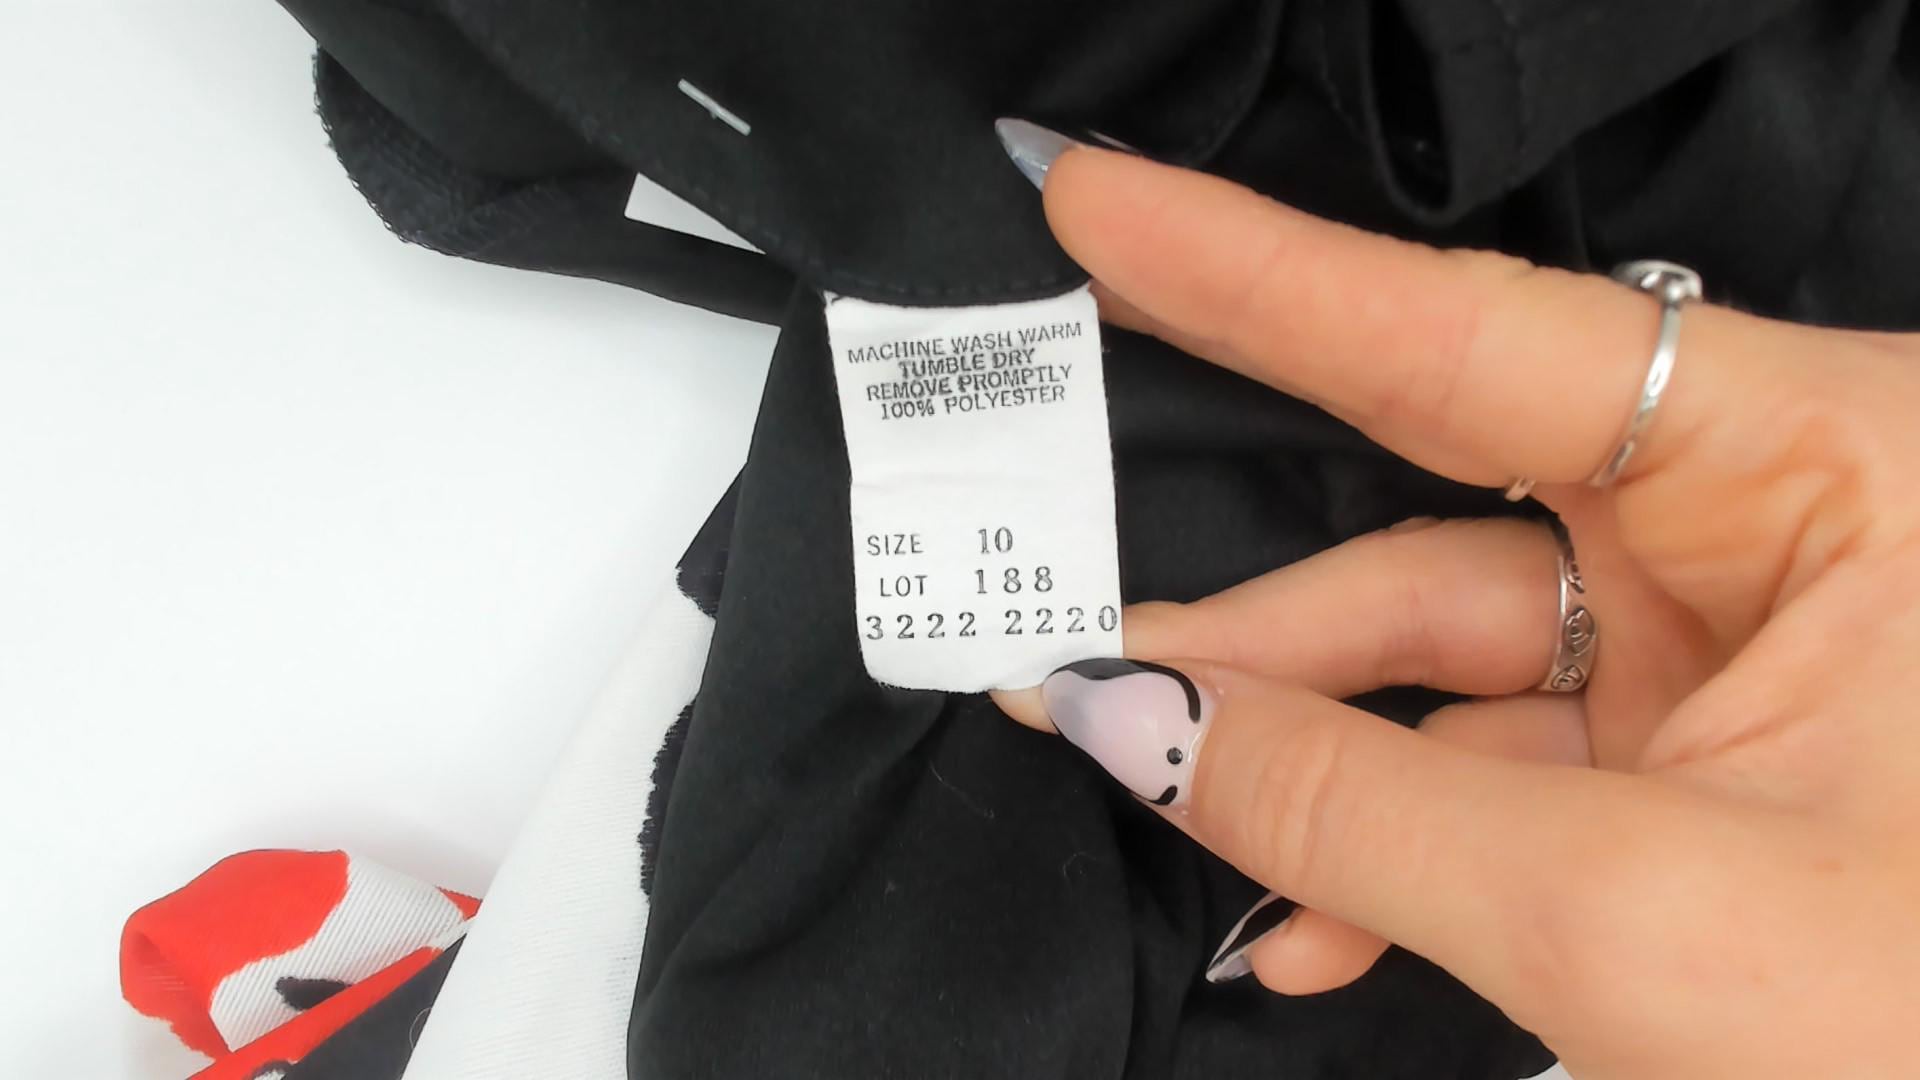 MACHINE WASH WARM
TUMBLE DRY
REMOVE PROMPTLY
100% POLYESTER
SIZE 10
LOT 188
3222 2220